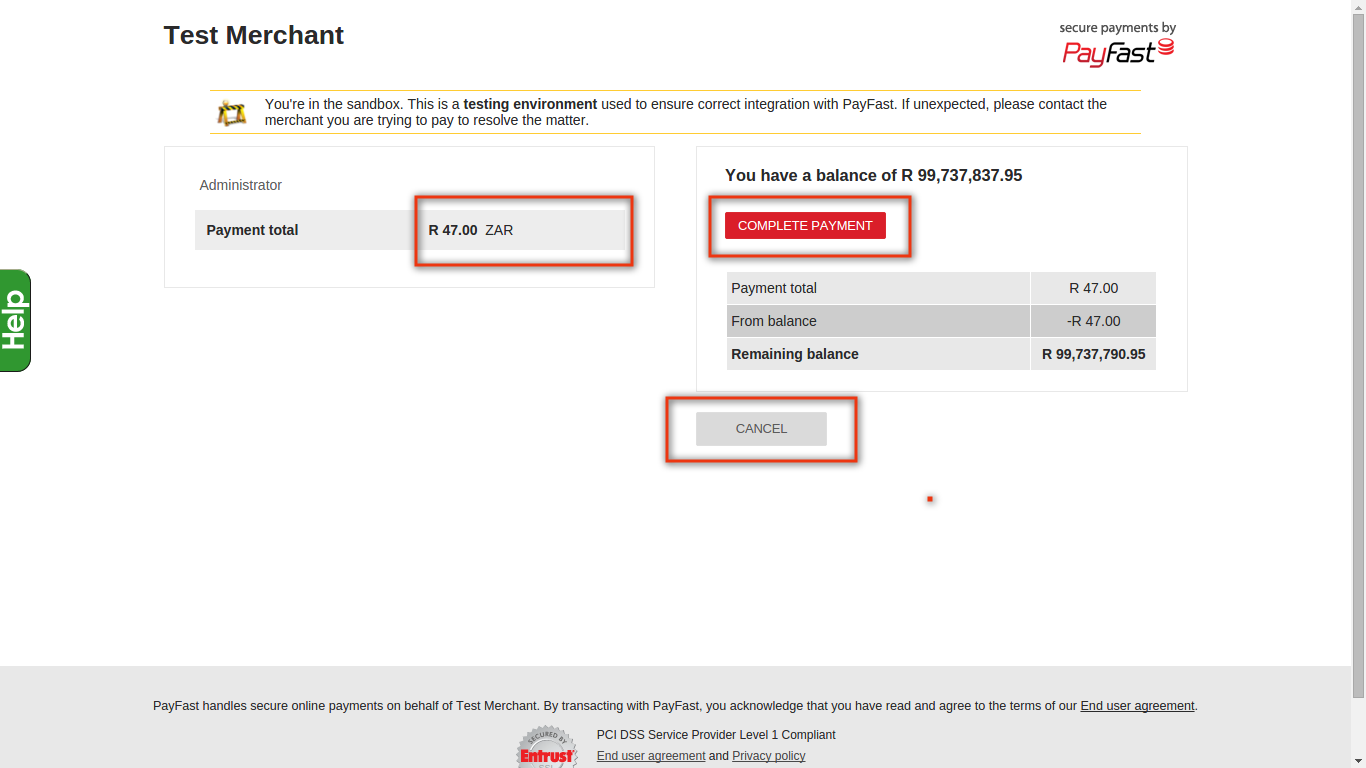 Test Merchant
secure payments by
PayFast
You're in the sandbox. This is a testing environment used to ensure correct integration with PayFast. If unexpected, please contact the
merchant you are trying to pay to resolve the matter.
Administrator
Payment total R 47.00 ZAR
You have a balance of R 99,737,837.95
COMPLETE PAYMENT
Payment total R 47.00
From balance -R 47.00
Remaining balance R 99,737,790.95
CANCEL
Help
PayFast handles secure online payments on behalf of Test Merchant. By transacting with PayFast, you acknowledge that you have read and agree to the terms of our End user agreement.
SECURED BY
Entrust
PCI DSS Service Provider Level 1 Compliant
End user agreement and Privacy policy